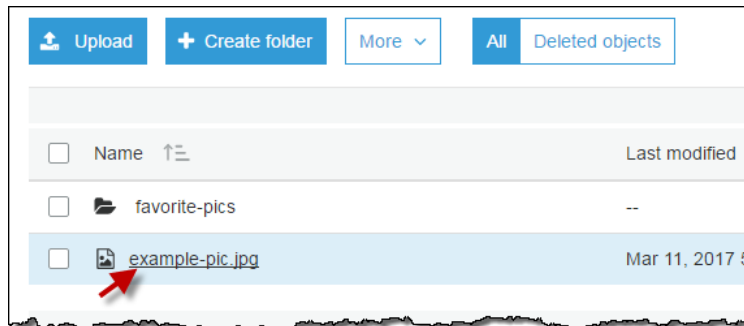 Upload + Create folder More All Deleted objects
Name Last modified
favorite-pics --
example-pic.jpg Mar 11, 2017